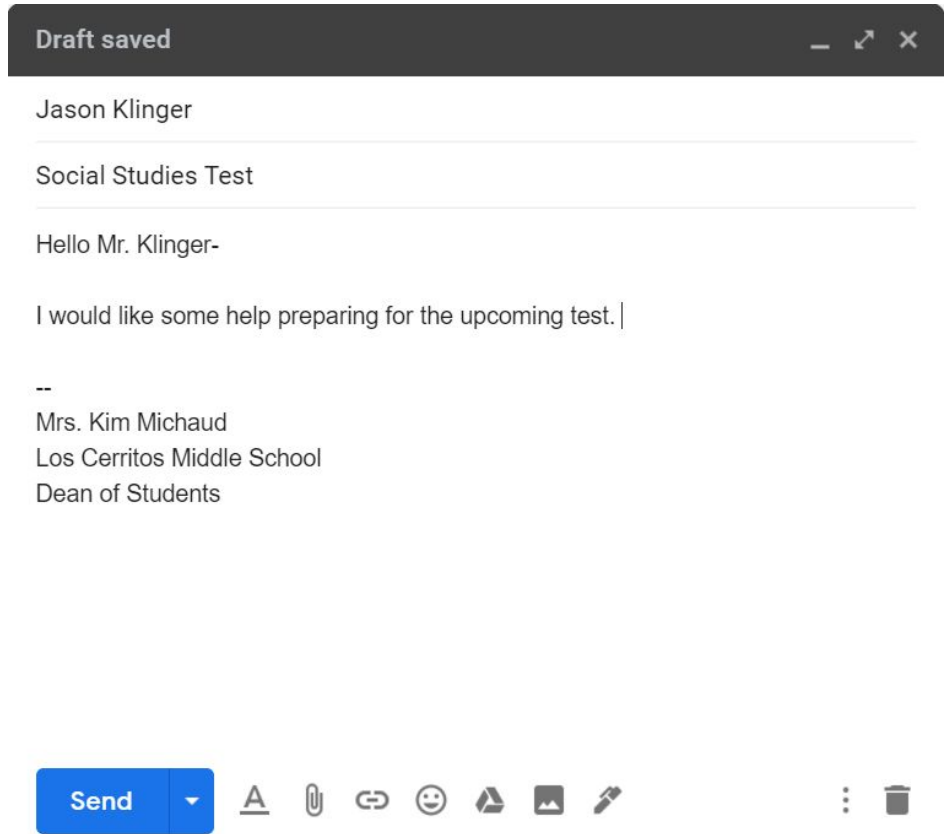 Draft saved
Jason Klinger
Social Studies Test
Hello Mr. Klinger-
I would like some help preparing for the upcoming test.
--
Mrs. Kim Michaud
Los Cerritos Middle School
Dean of Students
Send